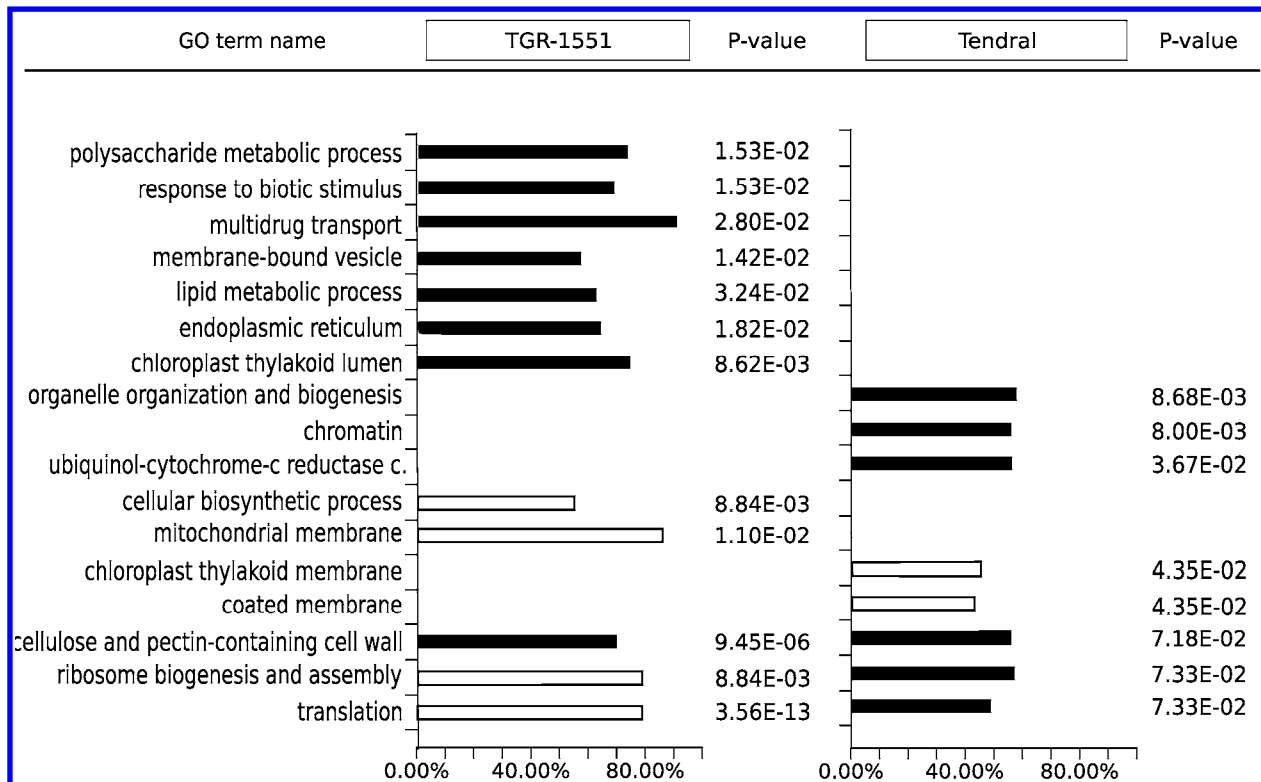 GO term name TGR-1551 P-value Tendral P-value
polysaccharide metabolic process 1.53E-02
response to biotic stimulus 1.53E-02
multidrug transport 2.80E-02
membrane-bound vesicle 1.42E-02
lipid metabolic process 3.24E-02
endoplasmic reticulum 1.82E-02
chloroplast thylakoid lumen 8.62E-03
organelle organization and biogenesis 8.68E-03
chromatin 8.00E-03
ubiquinol-cytochrome-c reductase c. 3.67E-02
cellular biosynthetic process 8.84E-03
mitochondrial membrane 1.10E-02
chloroplast thylakoid membrane 4.35E-02
coated membrane 4.35E-02
cellulose and pectin-containing cell wall 9.45E-06 7.18E-02
ribosome biogenesis and assembly 8.84E-03 7.33E-02
translation 3.56E-13 7.33E-02
0.00% 40.00% 80.00% 0.00% 40.00% 80.00%